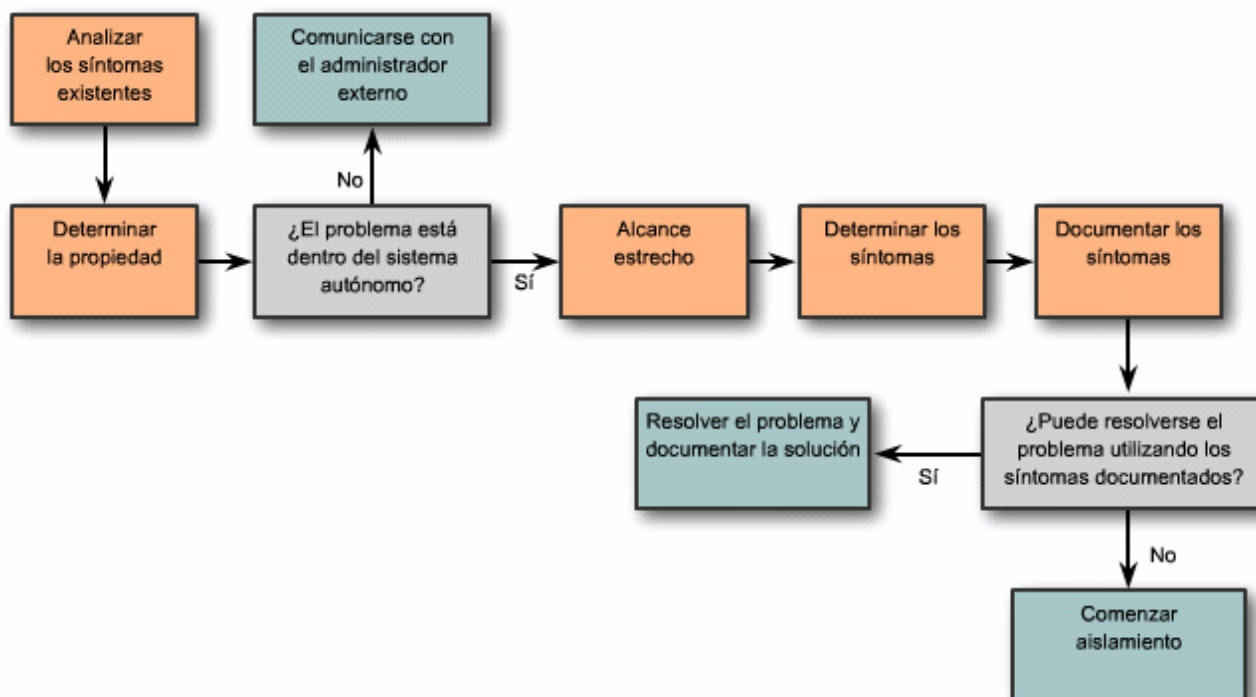 Analizar
los síntomas
existentes
Comunicarse con
el administrador
externo
No
Determinar
la propiedad
¿El problema está
dentro del sistema
autónomo?
Sí
Alcance
estrecho
Determinar los
síntomas
Documentar los
síntomas
Resolver el problema y
documentar la solución
Sí
¿Puede resolverse el
problema utilizando los
síntomas documentados?
No
Comenzar
aislamiento